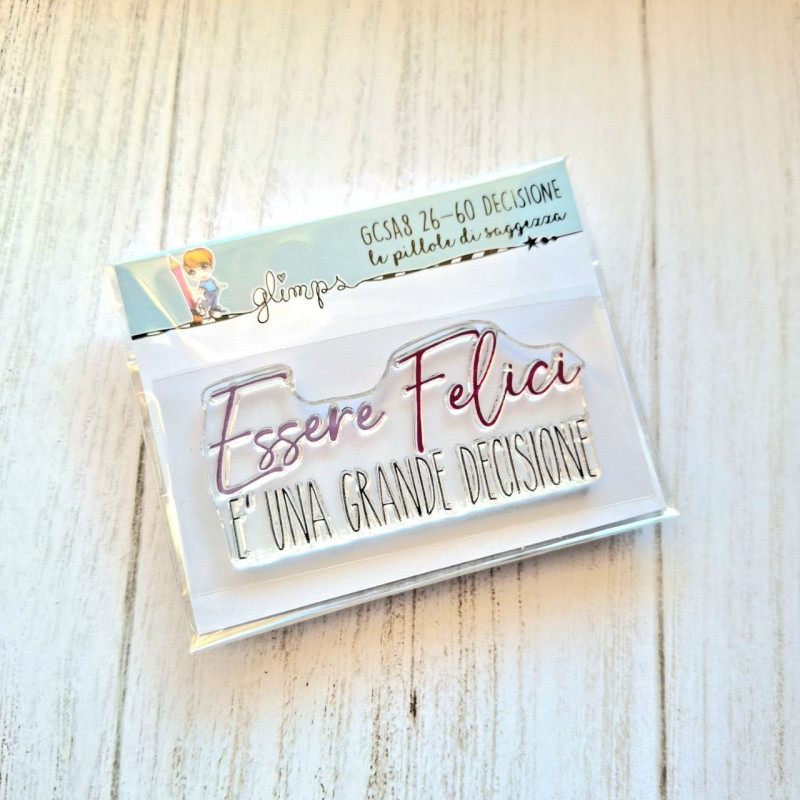 GCSA8 26-60 DECISIONE
le pillole di saggezza
glimps
Essere Felici
E' UNA GRANDE DECISIONE